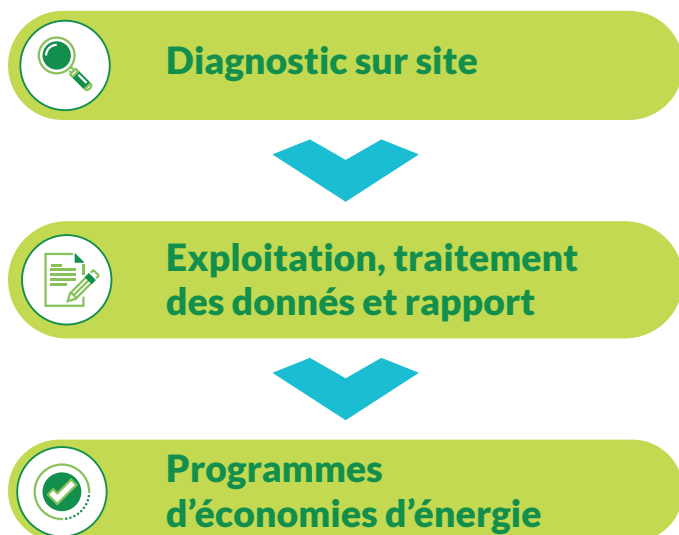 Diagnostic sur site
Exploitation, traitement
des donnés et rapport
Programmes
d’économies d’énergie